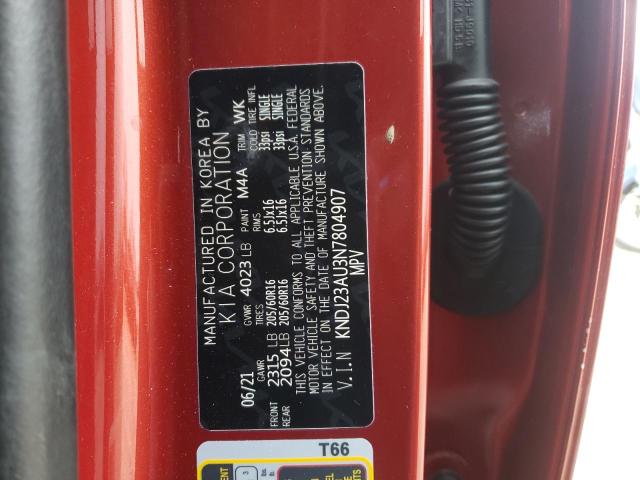 MANUFACTURED IN KOREA BY
KIA CORPORATION
06/21 GVWR 4023 LB PAINT M4A TRIM WK
GAWR TIRES RIMS COLD TIRE INFL
FRONT 2315 LB 205/60R16 6.5Jx16 33psi SINGLE
REAR 2094 LB 205/60R16 6.5Jx16 33psi SINGLE
THIS VEHICLE CONFORMS TO ALL APPLICABLE U.S.A. FEDERAL
MOTOR VEHICLE SAFETY AND THEFT PREVENTION STANDARDS
IN EFFECT ON THE DATE OF MANUFACTURE SHOWN ABOVE.
V.I.N KNDJ23AU3N7804907
MPV
T66